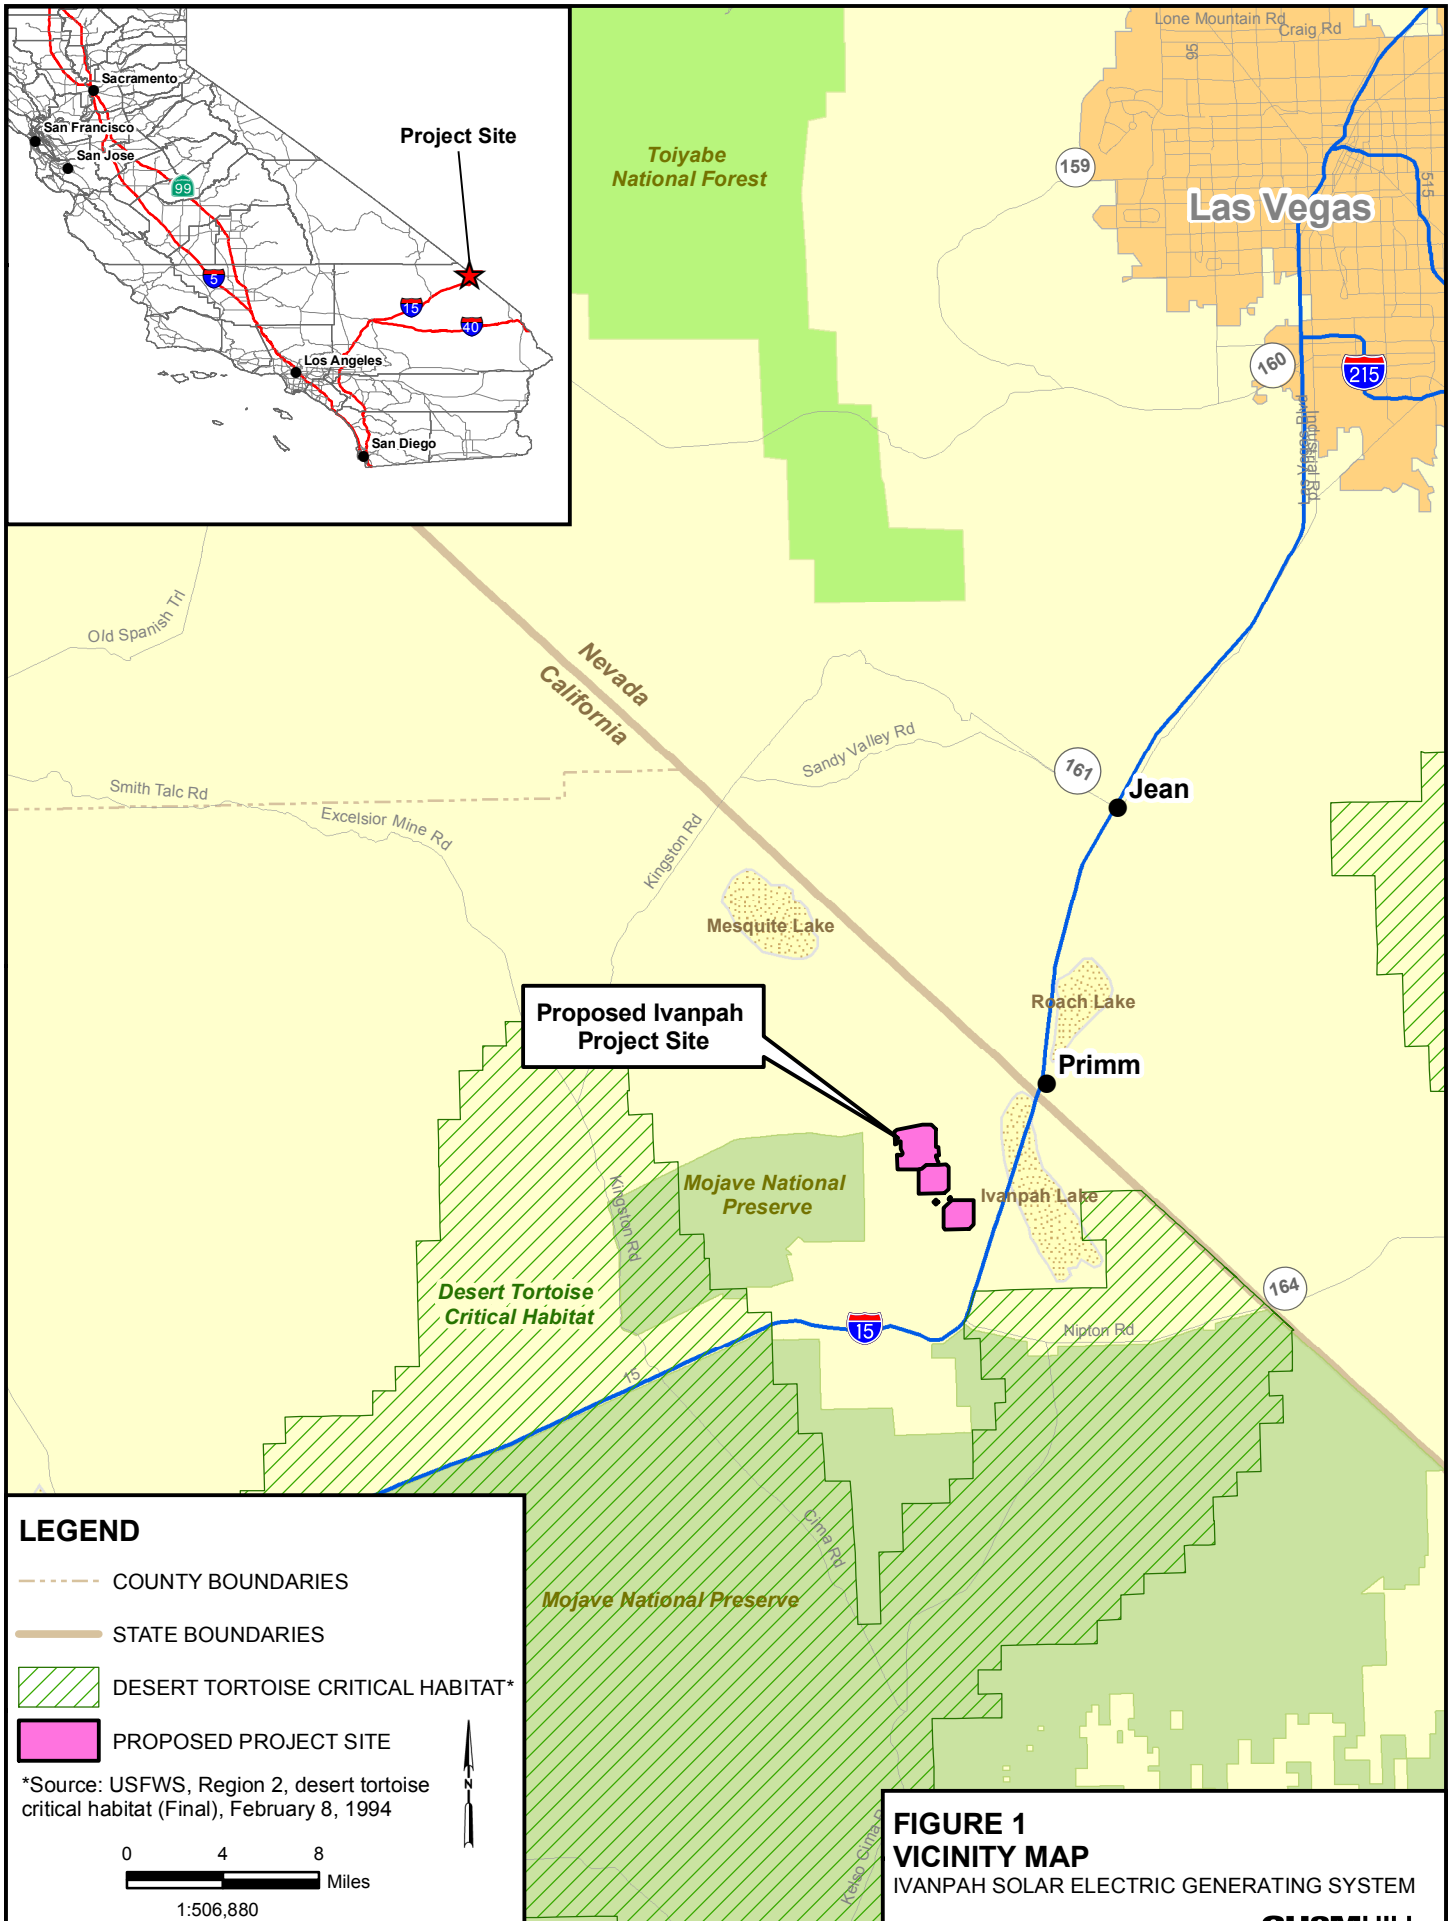 Sacramento
San Francisco
San Jose
99
Project Site
5
15
40
Los Angeles
San Diego
Toiyabe
National Forest
Lone Mountain Rd
Craig Rd
95
159
515
Las Vegas
160
215
Industrial Rd
Old Spanish Trl
Nevada
California
Sandy Valley Rd
161
Jean
Smith Talc Rd
Excelsior Mine Rd
Kingston Rd
Mesquite Lake
Roach Lake
Proposed Ivanpah
Project Site
Primm
Mojave National
Preserve
Ivanpah Lake
Kingston Rd
Desert Tortoise
Critical Habitat
164
15
Nipton Rd
15
Cima Rd
Mojave National Preserve
Kelso Cima
LEGEND
COUNTY BOUNDARIES
STATE BOUNDARIES
DESERT TORTOISE CRITICAL HABITAT*
PROPOSED PROJECT SITE
*Source: USFWS, Region 2, desert tortoise
critical habitat (Final), February 8, 1994
N
0 4 8
Miles
1:506,880
FIGURE 1
VICINITY MAP
IVANPAH SOLAR ELECTRIC GENERATING SYSTEM